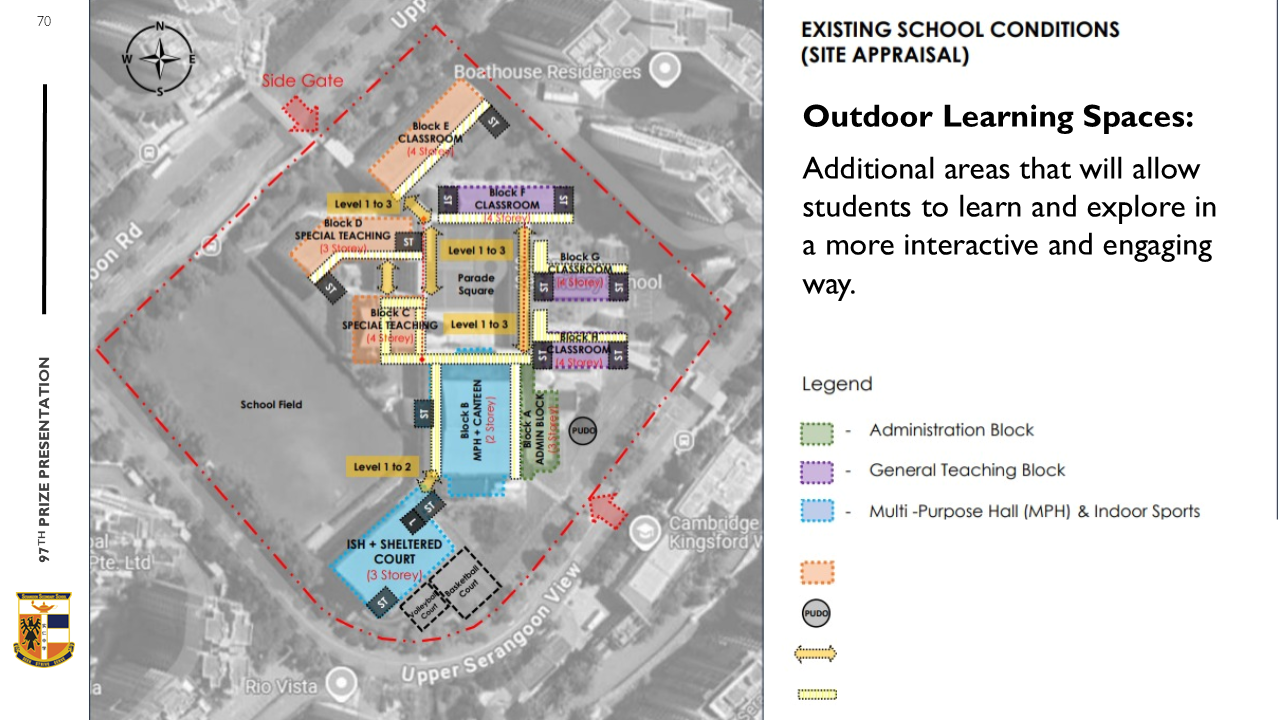 70
97TH PRIZE PRESENTATION
N
W
E
S
Side Gate
Upp
Boathouse Residences
Block E
CLASSROOM
(4 Storey)
ST
Level 1 to 3
Block F
CLASSROOM
(4 Storey)
ST
ST
Block D
SPECIAL TEACHING
(3 Storey)
ST
ST
Level 1 to 3
Parade
Square
Level 1 to 3
Block G
CLASSROOM
(4 Storey)
ST
ST
Block C
SPECIAL TEACHING
(4 Storey)
Block H
CLASSROOM
(4 Storey)
ST
ST
oon Rd
hool
School Field
ST
Block B
MPH + CANTEEN
(2 Storey)
Block A
ADMIN BLOCK
(3 Storey)
PUDO
Level 1 to 2
ST
L
ISH + SHELTERED
COURT
(3 Storey)
ST
Volleyball
Court
Basketball
Court
Cambridge
Kingsford W
Pte. Ltd
Upper Serangoon View
Rio Vista
EXISTING SCHOOL CONDITIONS
(SITE APPRAISAL)
Outdoor Learning Spaces:
Additional areas that will allow
students to learn and explore in
a more interactive and engaging
way.
Legend
- Administration Block
- General Teaching Block
- Multi -Purpose Hall (MPH) & Indoor Sports
PUDO